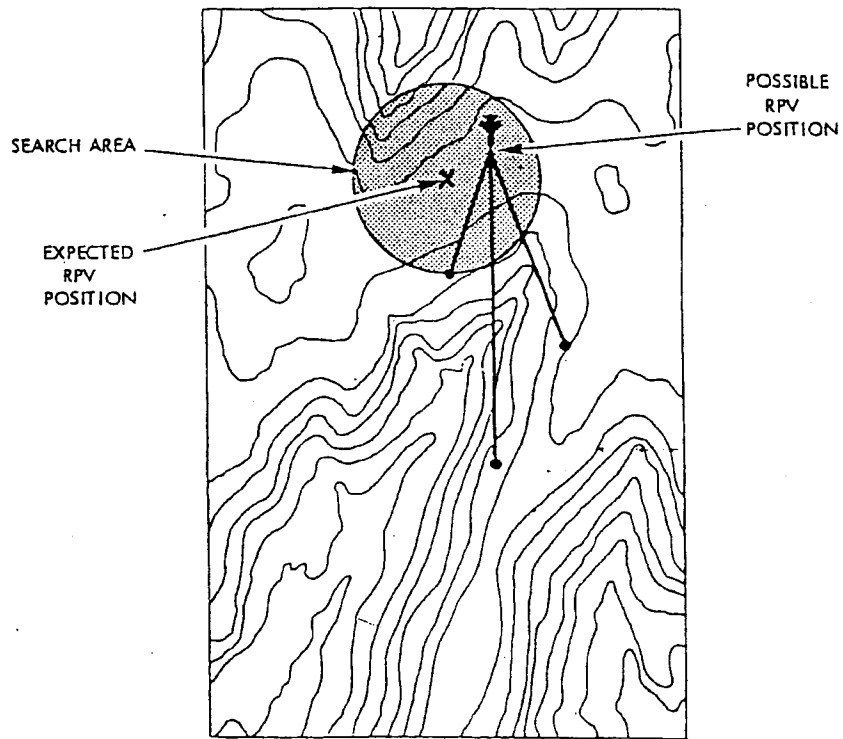 SEARCH AREA
EXPECTED
RPV
POSITION
POSSIBLE
RPV
POSITION